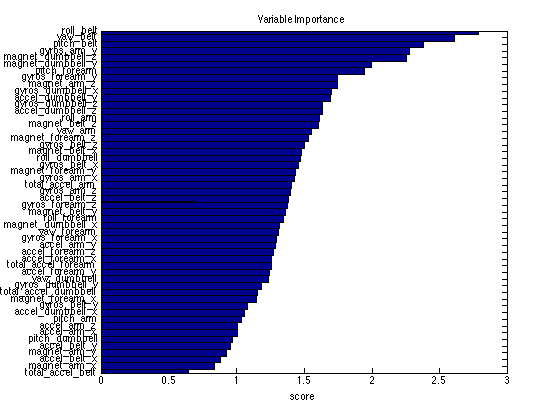 Variable Importance
roll_belt
yaw_belt
pitch_belt
gyros_arm_y
magnet_dumbbell_z
magnet_dumbbell_y
pitch_forearm
gyros_forearm_y
magnet_arm_z
gyros_dumbbell_x
accel_dumbbell_y
gyros_dumbbell_z
accel_dumbbell_z
roll_arm
magnet_belt_z
yaw_arm
magnet_forearm_z
gyros_belt_z
magnet_belt_x
roll_dumbbell
gyros_belt_x
magnet_forearm_y
gyros_arm_x
total_accel_arm
gyros_arm_z
accel_belt_z
gyros_forearm_z
magnet_belt_y
roll_forearm
magnet_dumbbell_x
yaw_forearm
gyros_forearm_x
accel_arm_y
accel_forearm_z
accel_forearm_x
total_accel_forearm
accel_forearm_y
yaw_dumbbell
gyros_dumbbell_y
total_accel_dumbbell
magnet_forearm_x
gyros_belt_y
accel_dumbbell_x
pitch_arm
accel_arm_z
accel_arm_x
pitch_dumbbell
accel_belt_y
magnet_arm_y
accel_belt_x
magnet_arm_x
total_accel_belt
0 0.5 1 1.5 2 2.5 3
score